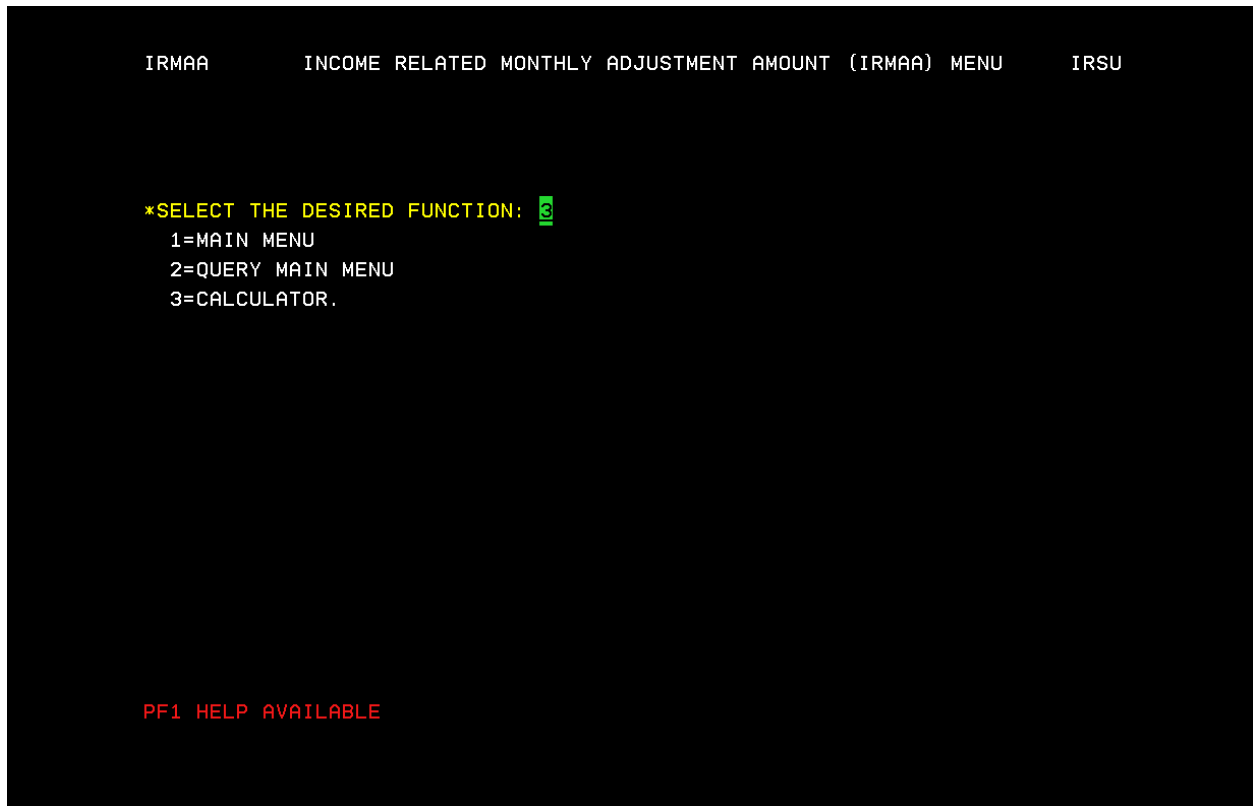 IRMAA INCOME RELATED MONTHLY ADJUSTMENT AMOUNT (IRMAA) MENU IRSU
*SELECT THE DESIRED FUNCTION: 3
1=MAIN MENU
2=QUERY MAIN MENU
3=CALCULATOR.
PF1 HELP AVAILABLE